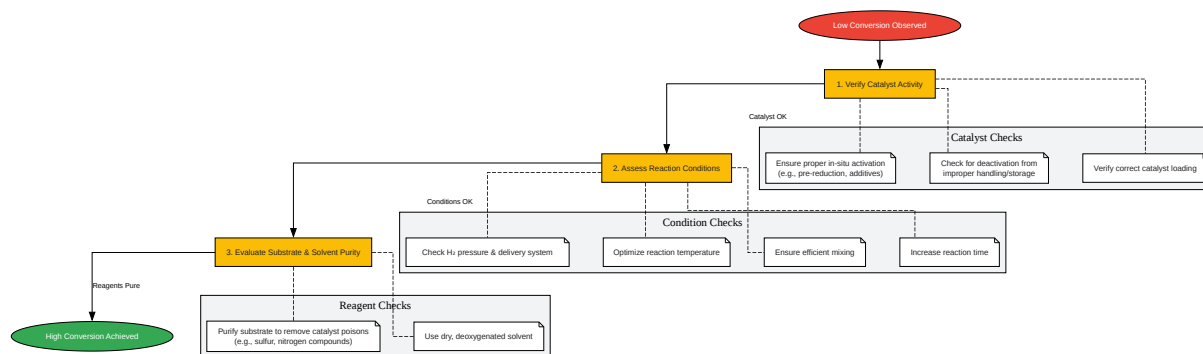 Low Conversion Observed
1. Verify Catalyst Activity
Catalyst OK
Catalyst Checks
Ensure proper in-situ activation
(e.g., pre-reduction, additives)
Check for deactivation from
improper handling/storage
Verify correct catalyst loading
2. Assess Reaction Conditions
Conditions OK
Condition Checks
Check H₂ pressure & delivery system
Optimize reaction temperature
Ensure efficient mixing
Increase reaction time
3. Evaluate Substrate & Solvent Purity
Reagents Pure
Reagent Checks
Purify substrate to remove catalyst poisons
(e.g., sulfur, nitrogen compounds)
Use dry, deoxygenated solvent
High Conversion Achieved